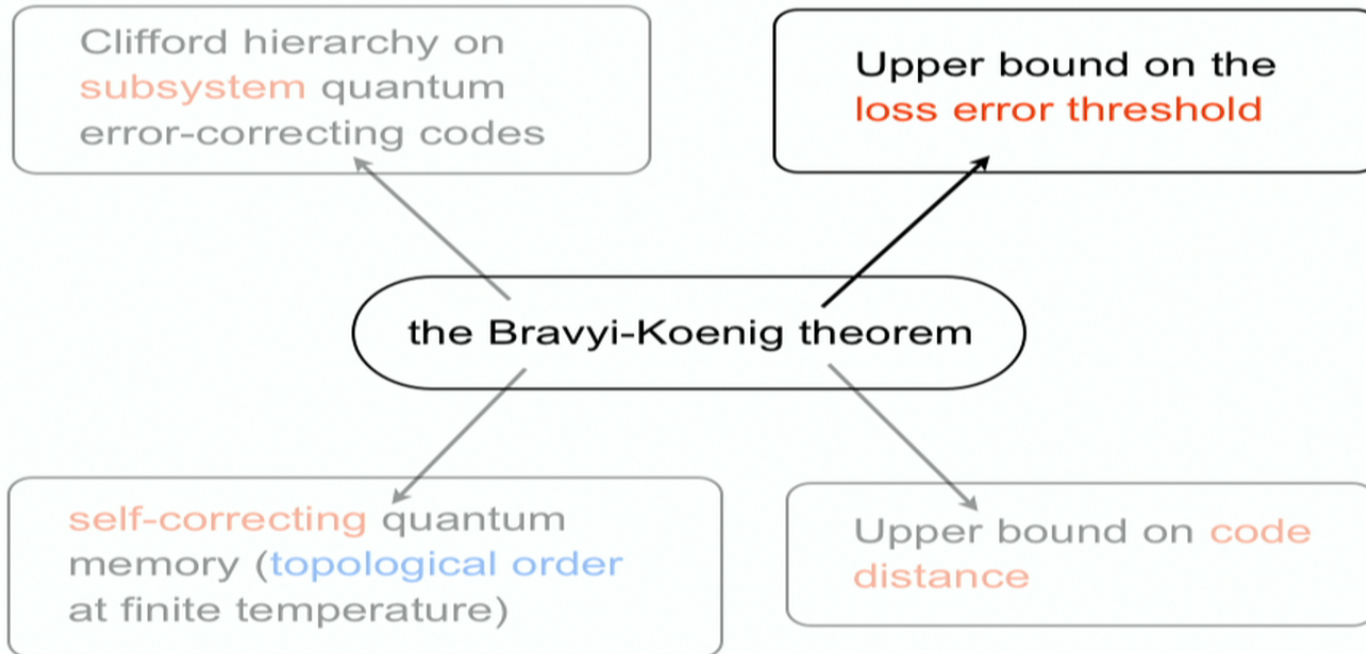 Clifford hierarchy on
subsystem quantum
error-correcting codes
Upper bound on the
loss error threshold
the Bravyi-Koenig theorem
self-correcting quantum
memory (topological order
at finite temperature)
Upper bound on code
distance